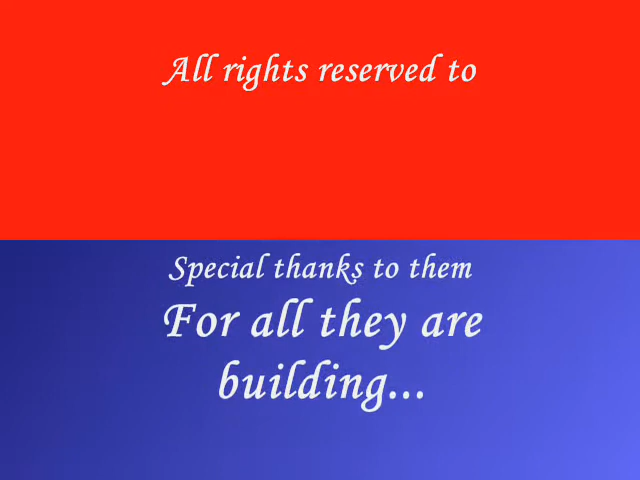 All rights reserved to
Special thanks to them
For all they are
building...